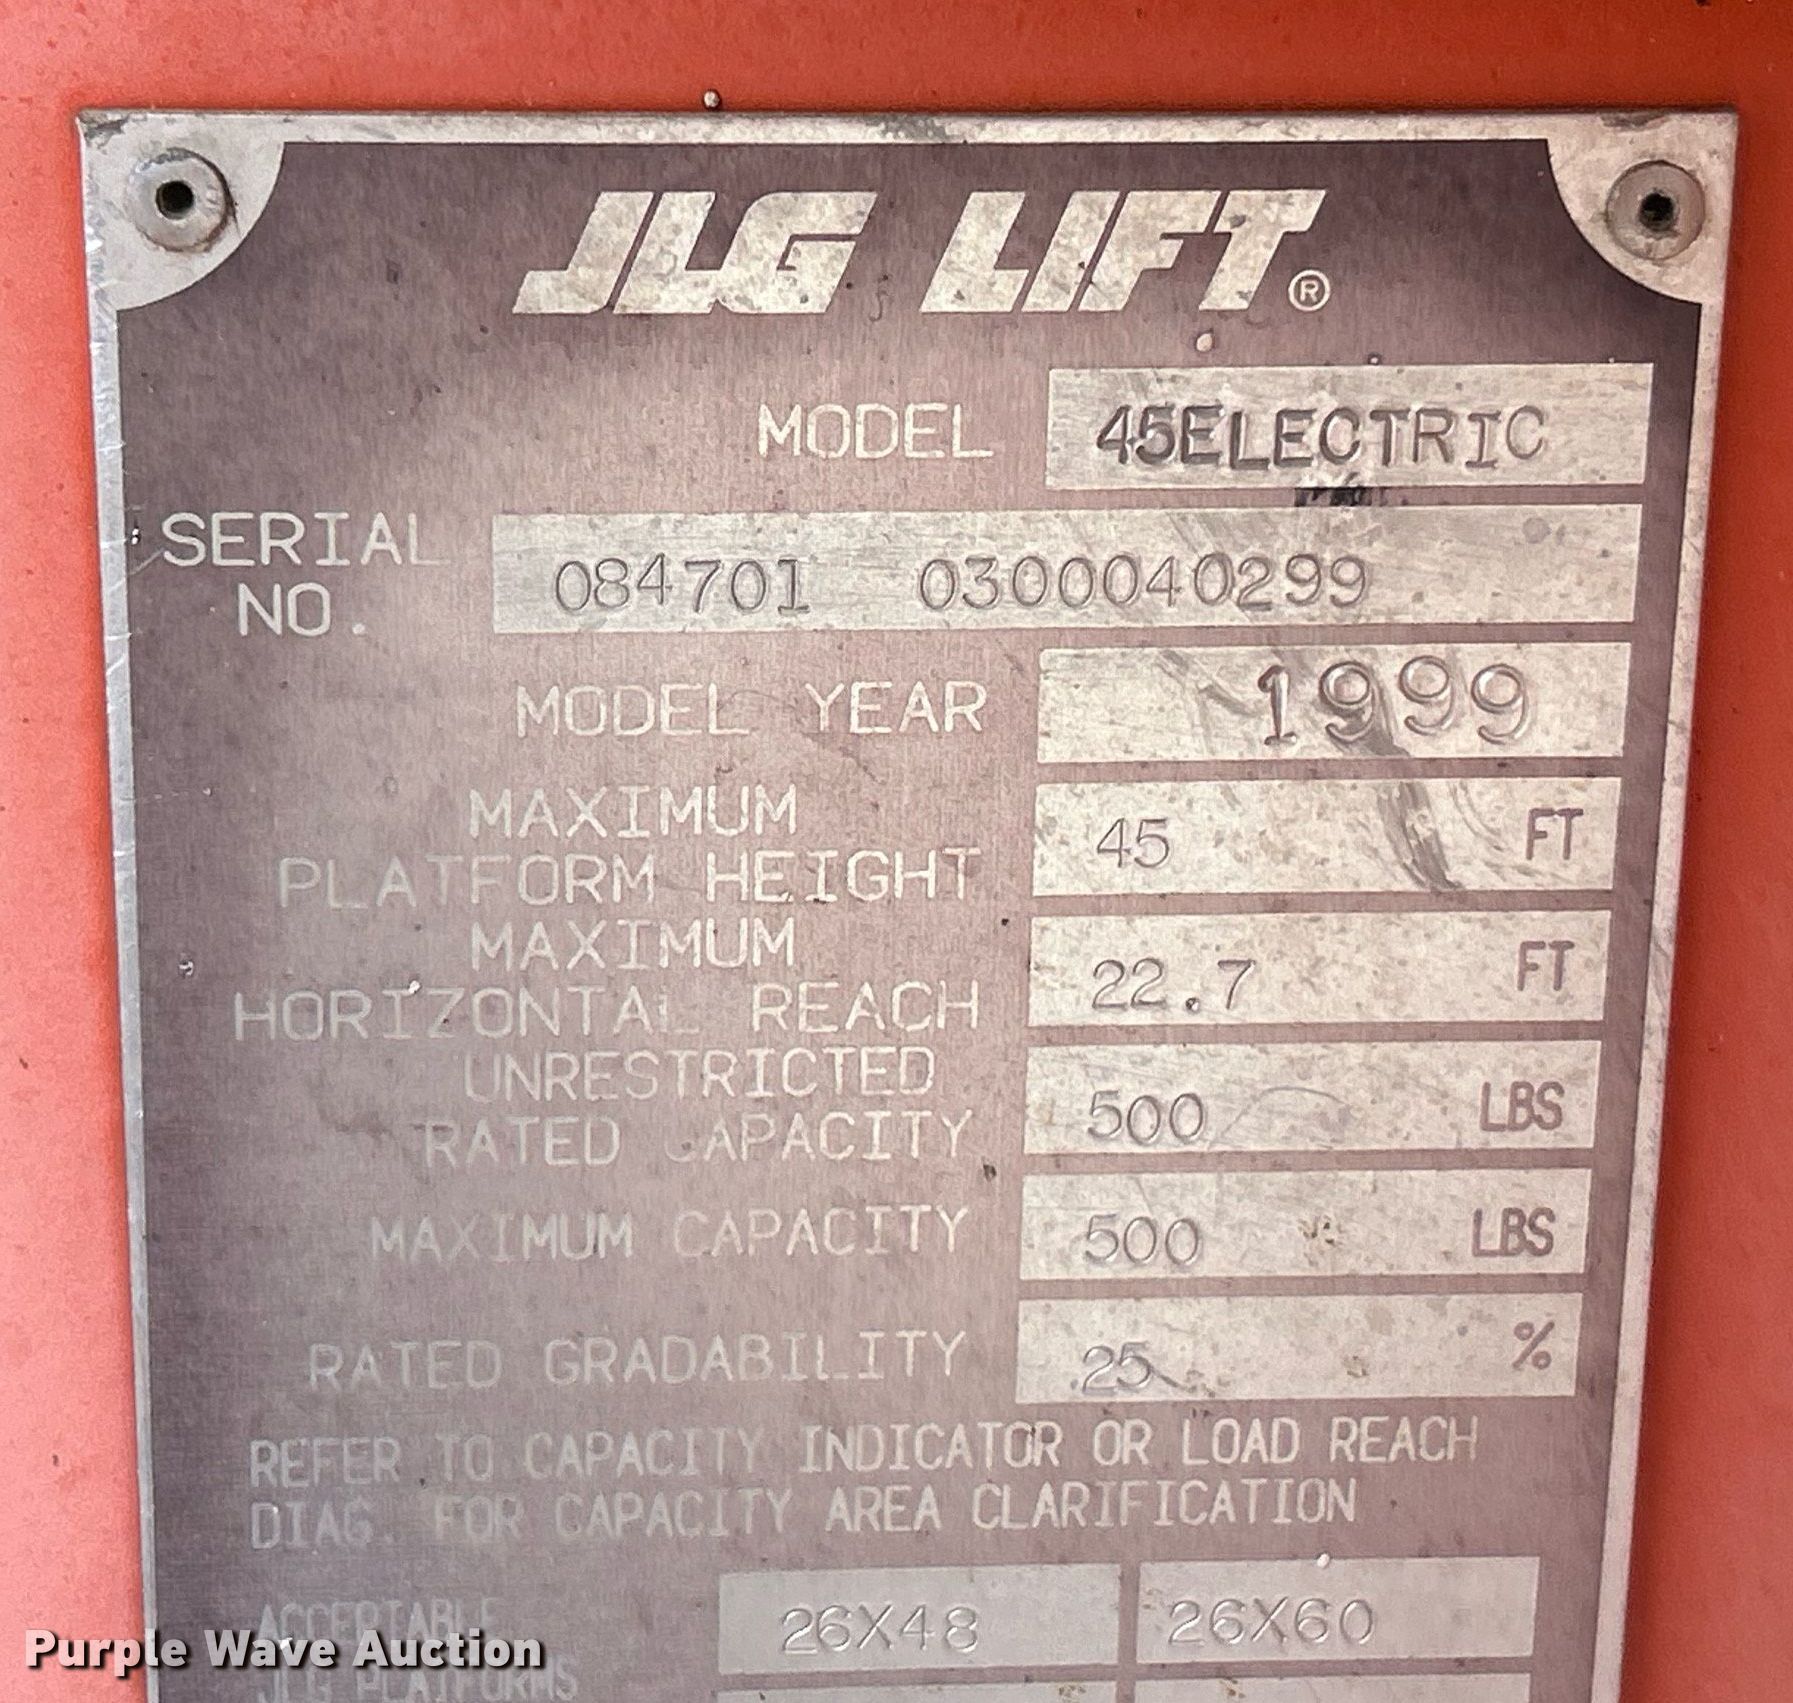 JLG LIFT®
MODEL 45ELECTRIC
SERIAL NO. 084701 0300040299
MODEL YEAR 1999
MAXIMUM
PLATFORM HEIGHT 45 FT
MAXIMUM
HORIZONTAL REACH 22.7 FT
UNRESTRICTED
RATED CAPACITY 500 LBS
MAXIMUM CAPACITY 500 LBS
RATED GRADABILITY 25 %
REFER TO CAPACITY INDICATOR OR LOAD REACH
DIAG. FOR CAPACITY AREA CLARIFICATION
ACCEPTABLE 26X48 26X60
JLG PLATFORMS
Purple Wave Auction